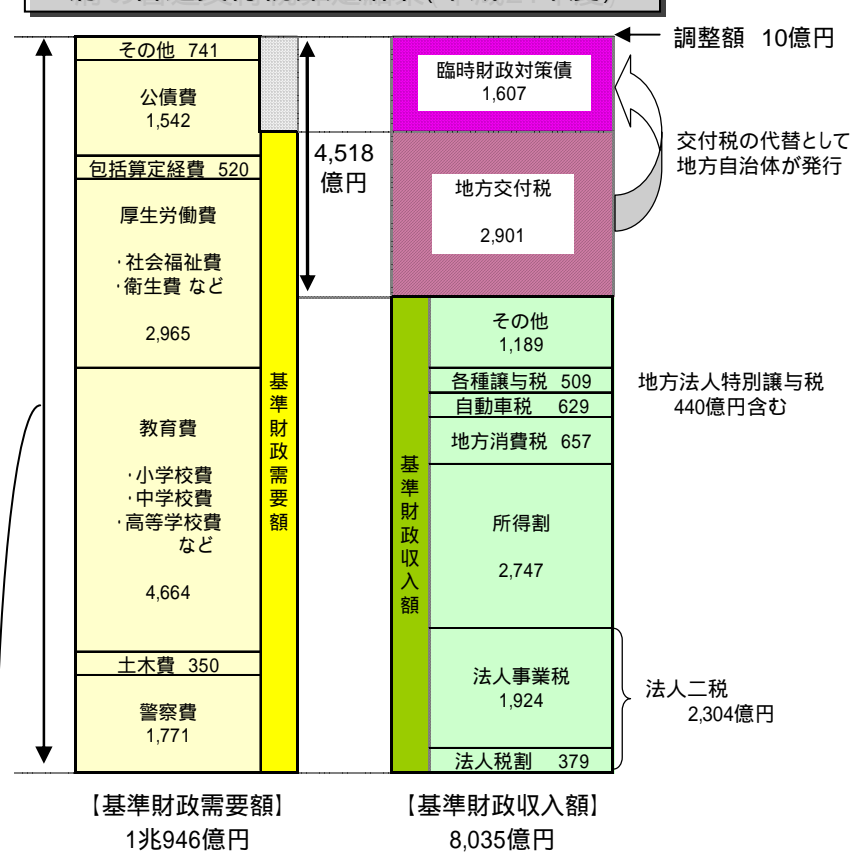 その他 741
公債費
1,542
包括算定経費 520
厚生労働費
・社会福祉費
・衛生費 など
2,965
教育費
・小学校費
・中学校費
・高等学校費
など
4,664
土木費 350
警察費
1,771
基準財政需要額
4,518
億円
調整額 10億円
臨時財政対策債
1,607
交付税の代替として
地方自治体が発行
地方交付税
2,901
基準財政収入額
その他
1,189
各種譲与税 509
地方法人特別譲与税
440億円含む
自動車税 629
地方消費税 657
所得割
2,747
法人事業税
1,924
法人二税
2,304億円
法人税割 379
【基準財政需要額】
1兆946億円
【基準財政収入額】
8,035億円